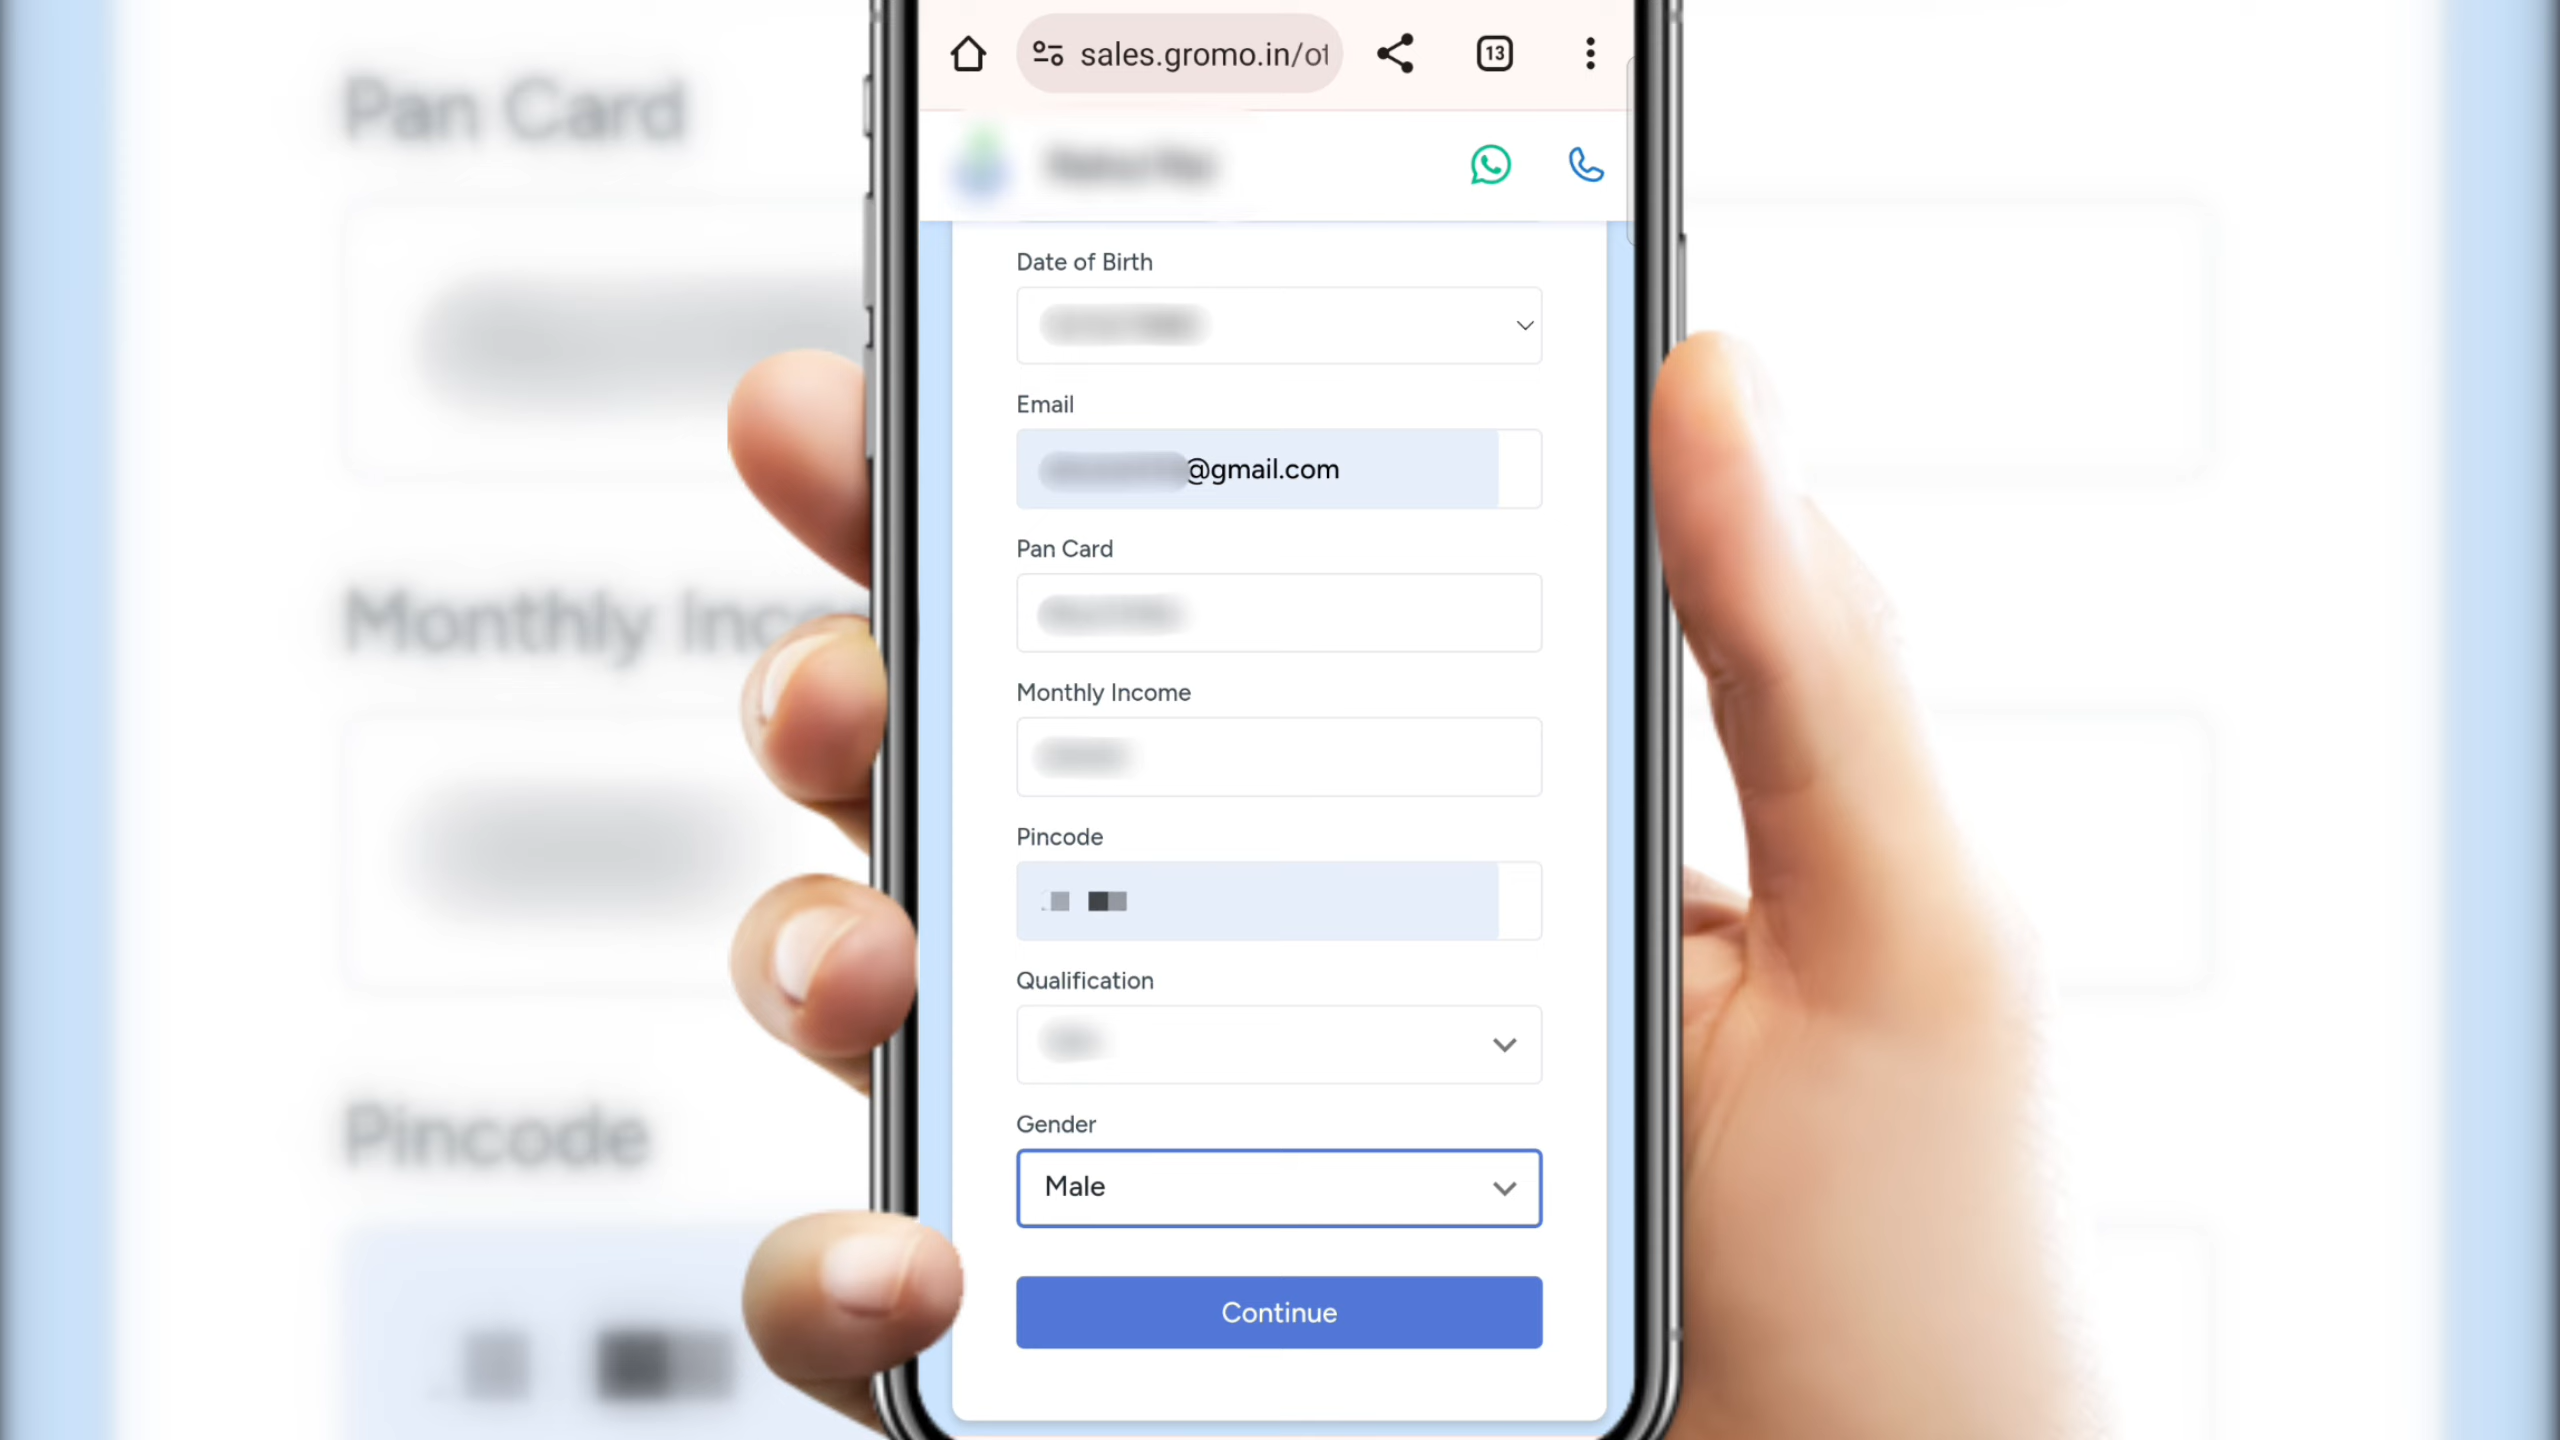 sales.gromo.in/ot
13
Date of Birth
Email
@gmail.com
Pan Card
Monthly Income
Pincode
Qualification
Gender
Male
Continue
Pan Card
Monthly Inc
Pincode